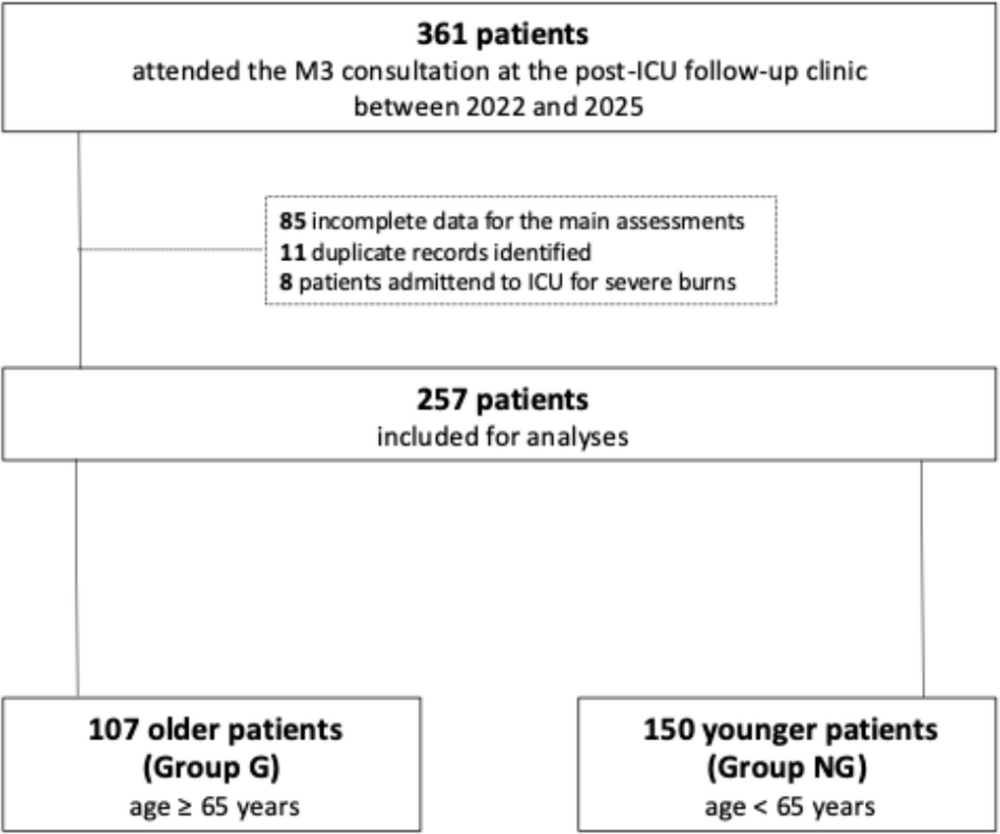 361 patients
attended the M3 consultation at the post-ICU follow-up clinic
between 2022 and 2025
85 incomplete data for the main assessments
11 duplicate records identified
8 patients admittend to ICU for severe burns
257 patients
included for analyses
107 older patients
(Group G)
age ≥ 65 years
150 younger patients
(Group NG)
age < 65 years